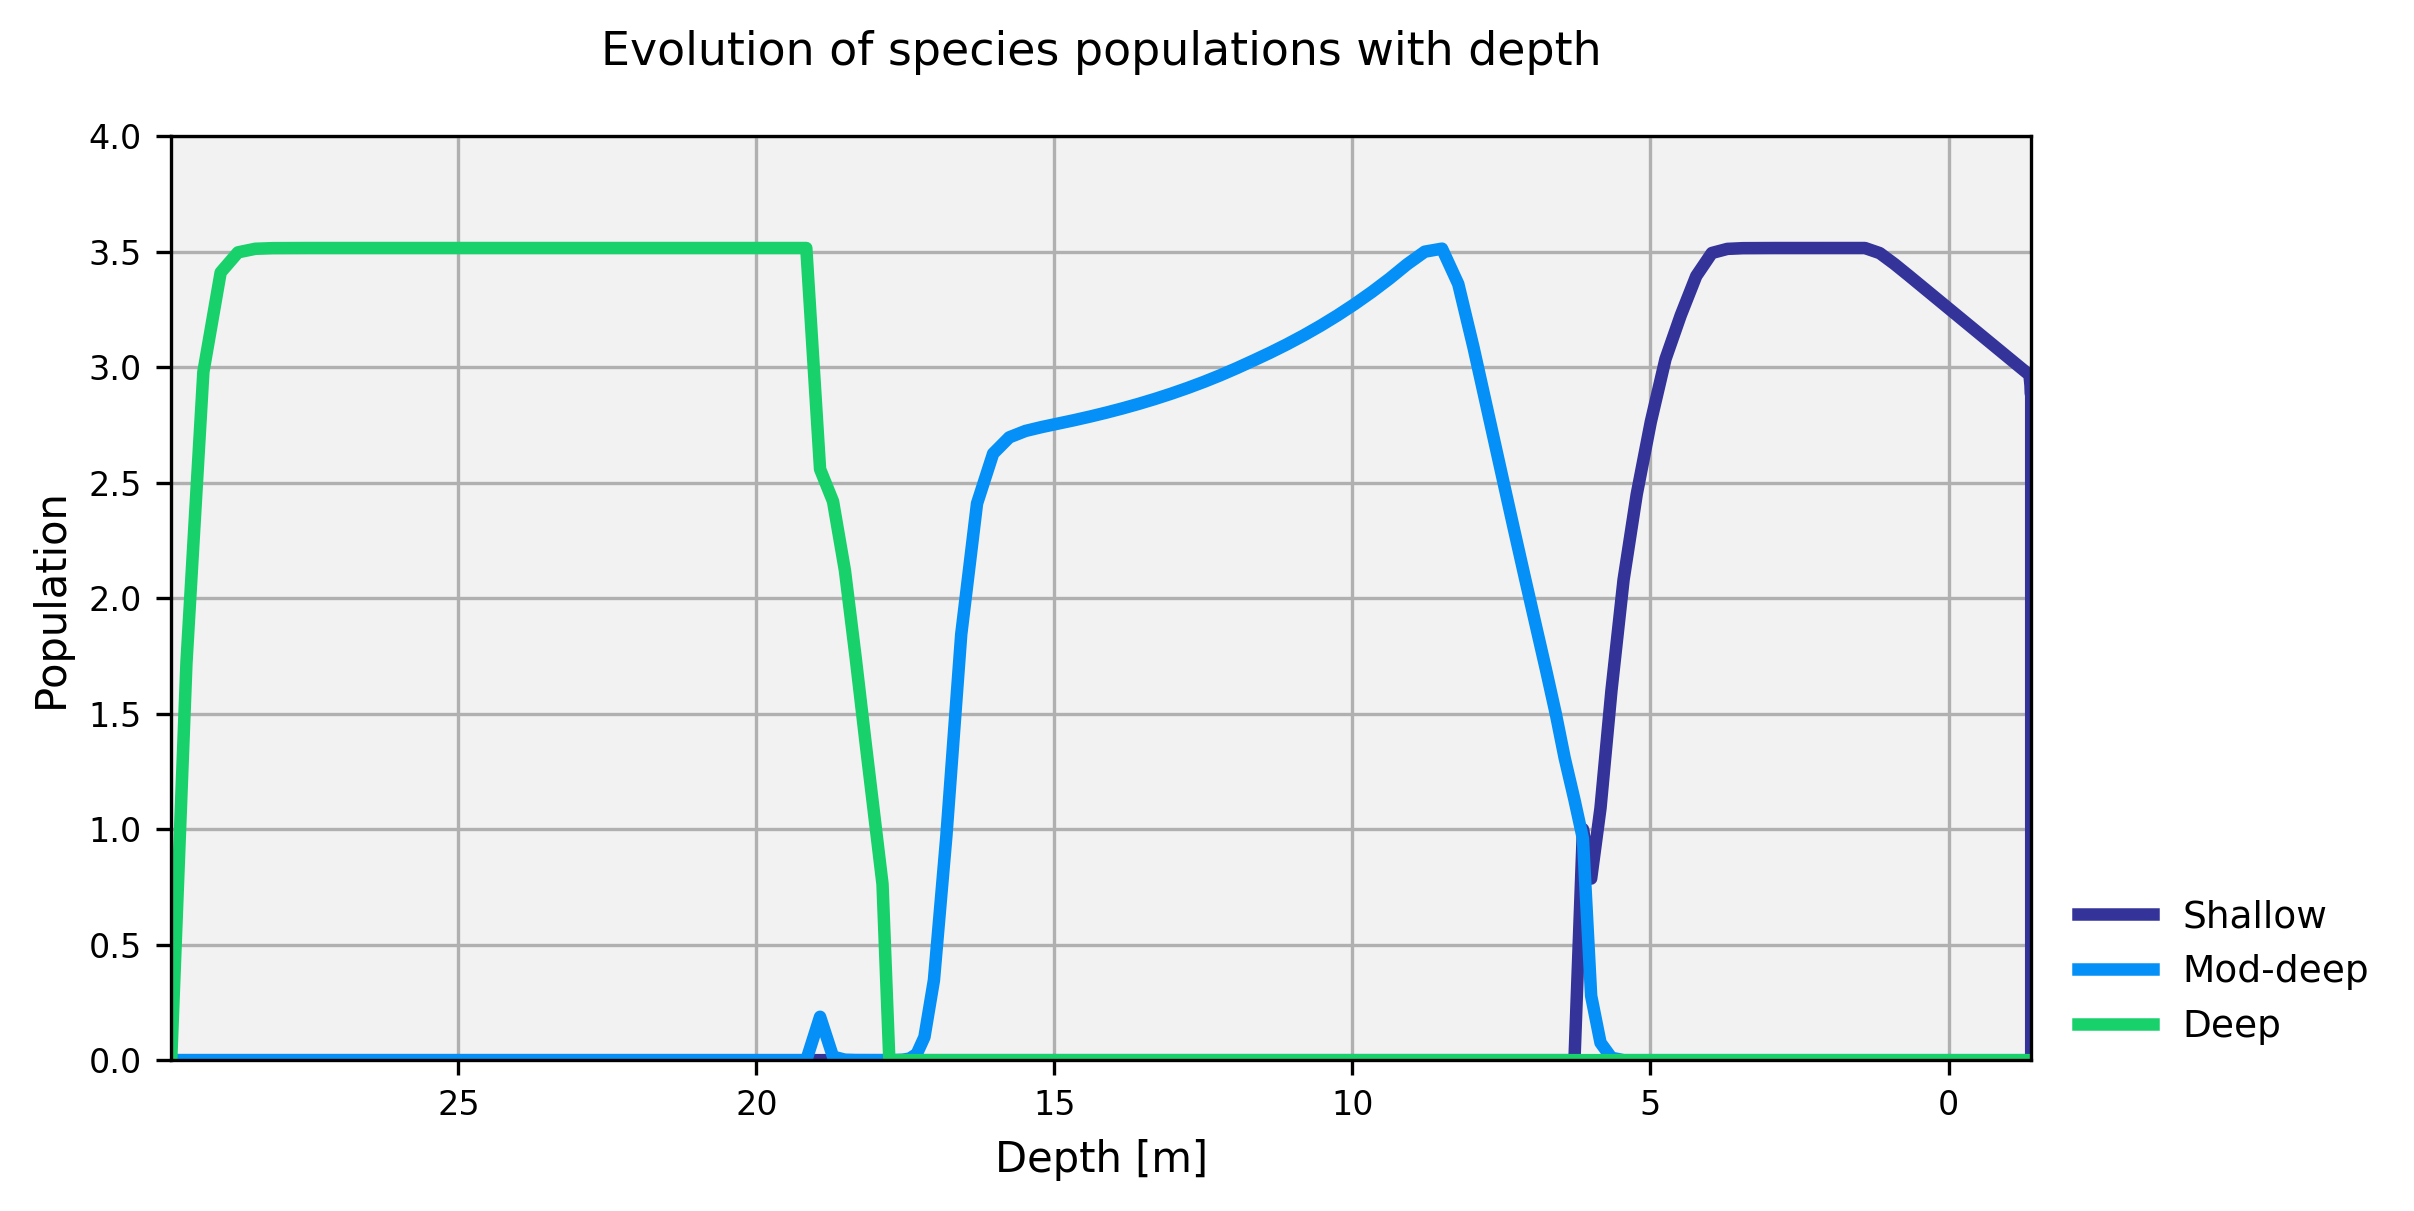 Evolution of species populations with depth
4.0
3.5
3.0
2.5
2.0
1.5
1.0
0.5
0.0
Population
25 20 15 10 5 0
Depth [m]
Shallow
Mod-deep
Deep